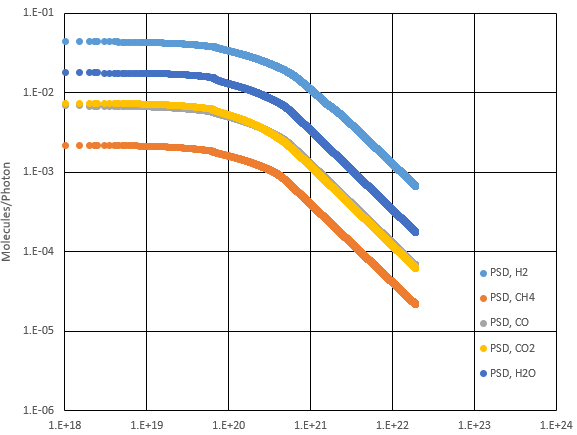 1.E-01
1.E-02
1.E-03
1.E-04
1.E-05
1.E-06
Molecules/Photon
PSD, H2
PSD, CH4
PSD, CO
PSD, CO2
PSD, H2O
1.E+18 1.E+19 1.E+20 1.E+21 1.E+22 1.E+23 1.E+24